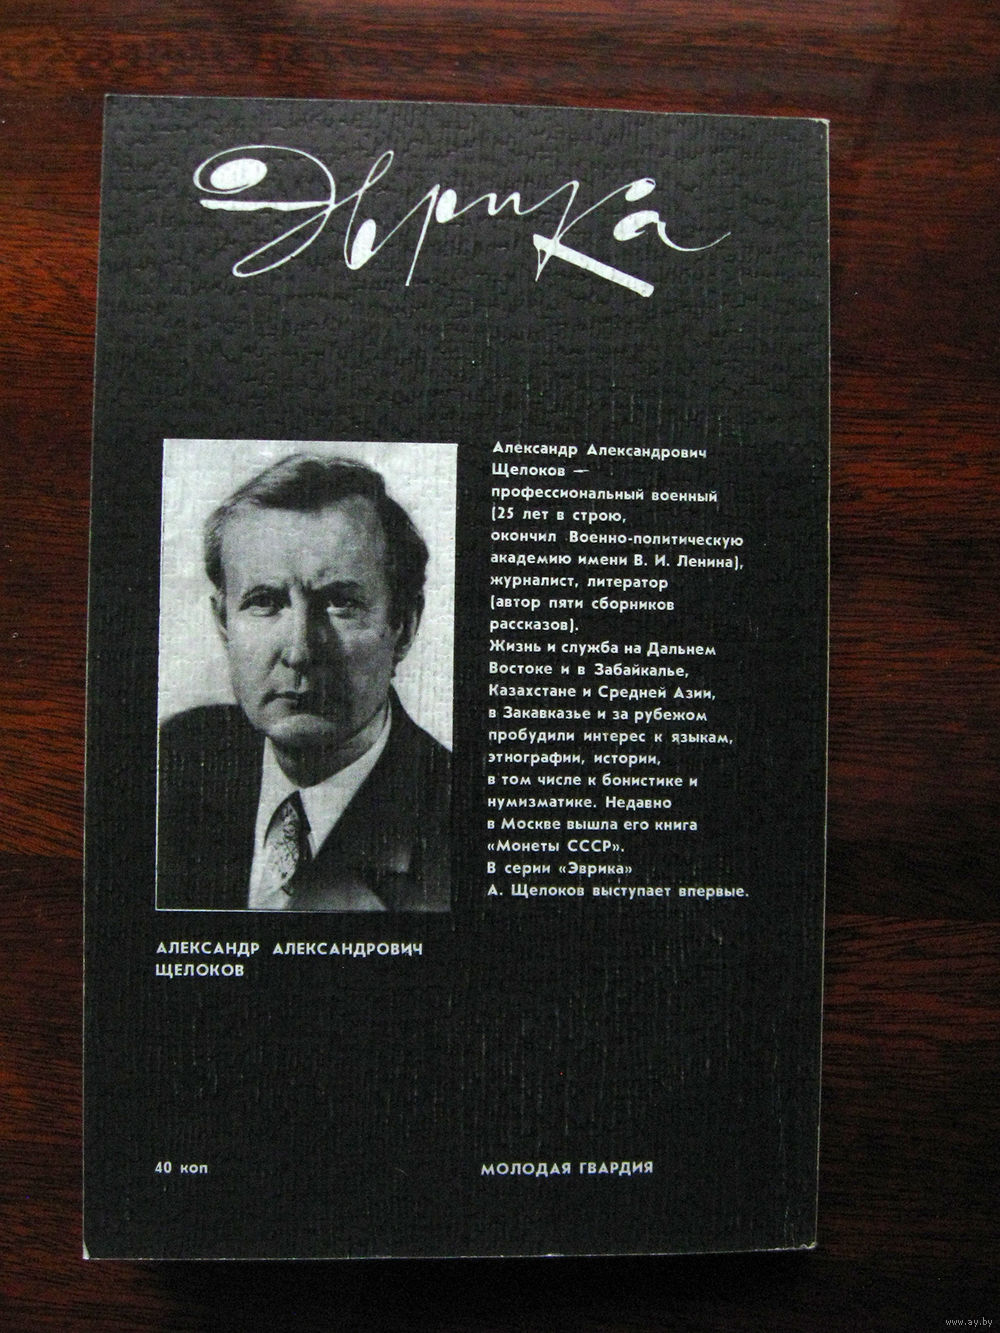 Эврика
Александр Александрович
Щелоков —
профессиональный военный
(25 лет в строю,
окончил Военно-политическую
академию имени В. И. Ленина),
журналист, литератор
(автор пяти сборников
рассказов).
Жизнь и служба на Дальнем
Востоке и в Забайкалье,
Казахстане и Средней Азии,
в Закавказье и за рубежом
пробудили интерес к языкам,
этнографии, истории,
в том числе к бонистике и
нумизматике. Недавно
в Москве вышла его книга
«Монеты СССР».
В серии «Эврика»
А. Щелоков выступает впервые.
АЛЕКСАНДР АЛЕКСАНДРОВИЧ
ЩЕЛОКОВ
40 коп
МОЛОДАЯ ГВАРДИЯ
www.ay.by